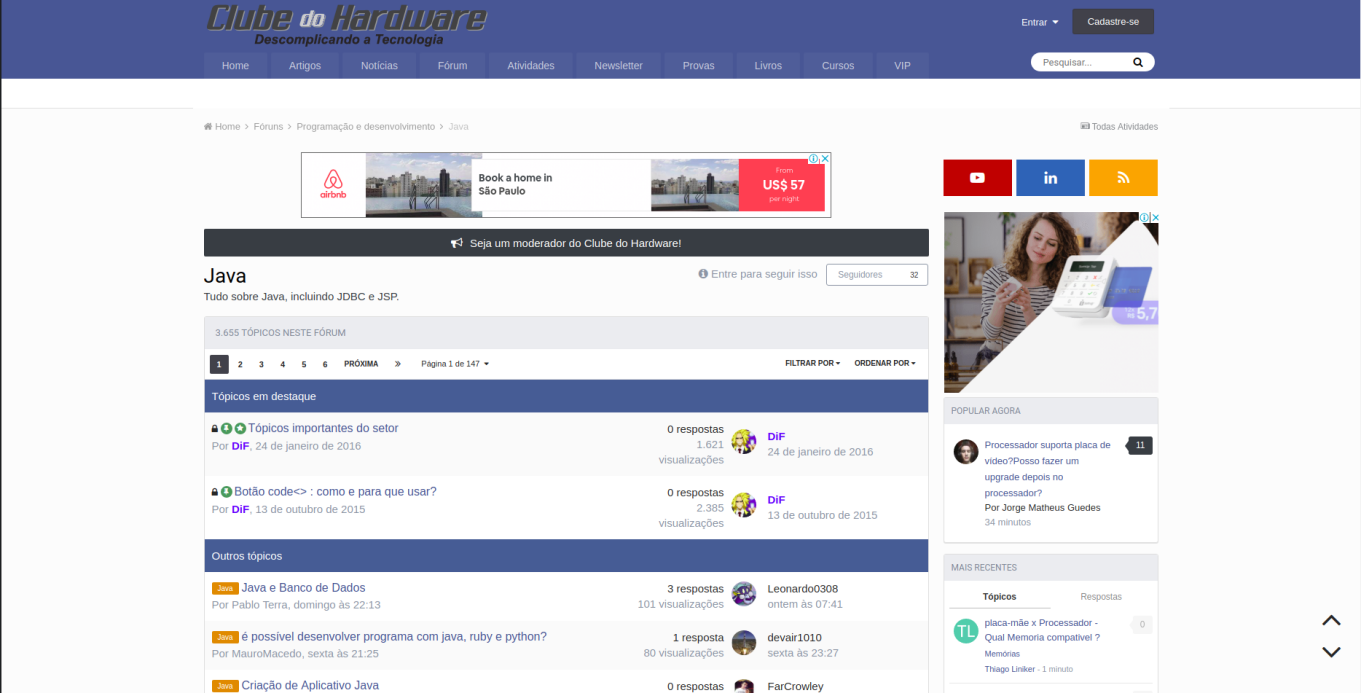 Clube do Hardware
Descomplicando a Tecnologia
Entrar
Cadastre-se
Home Artigos Notícias Fórum Atividades Newsletter Provas Livros Cursos VIP
Pesquisar...
Home > Fóruns > Programação e desenvolvimento > Java
Todas Atividades
airbnb
Book a home in
São Paulo
From
US$ 57
per night
Seja um moderador do Clube do Hardware!
Java
Entre para seguir isso
Seguidores 32
Tudo sobre Java, incluindo JDBC e JSP.
3.655 TÓPICOS NESTE FÓRUM
1 2 3 4 5 6 PRÓXIMA » Página 1 de 147
FILTRAR POR ORDENAR POR
Tópicos em destaque
Tópicos importantes do setor
Por DiF, 24 de janeiro de 2016
0 respostas
1.621
visualizações
DiF
24 de janeiro de 2016
Botão code<> : como e para que usar?
Por DiF, 13 de outubro de 2015
0 respostas
2.385
visualizações
DiF
13 de outubro de 2015
Outros tópicos
Java Java e Banco de Dados
Por Pablo Terra, domingo às 22:13
3 respostas
101 visualizações
Leonardo0308
ontem às 07:41
Java é possível desenvolver programa com java, ruby e python?
Por MauroMacedo, sexta às 21:25
1 resposta
80 visualizações
devair1010
sexta às 23:27
Java Criação de Aplicativo Java
0 respostas
FarCrowley
in
5,7
POPULAR AGORA
Processador suporta placa de
vídeo?Posso fazer um
upgrade depois no
processador?
11
Por Jorge Matheus Guedes
34 minutos
MAIS RECENTES
Tópicos Respostas
TL
placa-mãe x Processador -
Qual Memoria compativel ?
0
Memórias
Thiago Liniker - 1 minuto